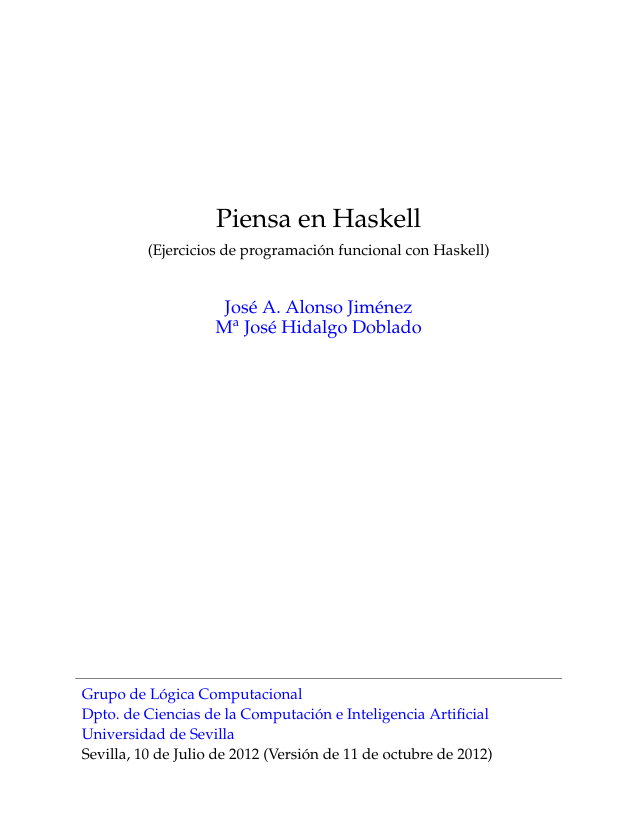 Piensa en Haskell
(Ejercicios de programación funcional con Haskell)
José A. Alonso Jiménez
Mª José Hidalgo Doblado
Grupo de Lógica Computacional
Dpto. de Ciencias de la Computación e Inteligencia Artificial
Universidad de Sevilla
Sevilla, 10 de Julio de 2012 (Versión de 11 de octubre de 2012)